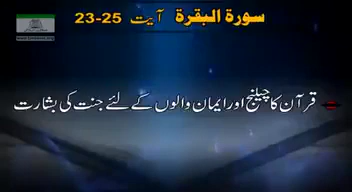 سورة البقرة آیت 23-25
قرآن کا چیلنج اور ایمان والوں کے لئے جنت کی بشارت